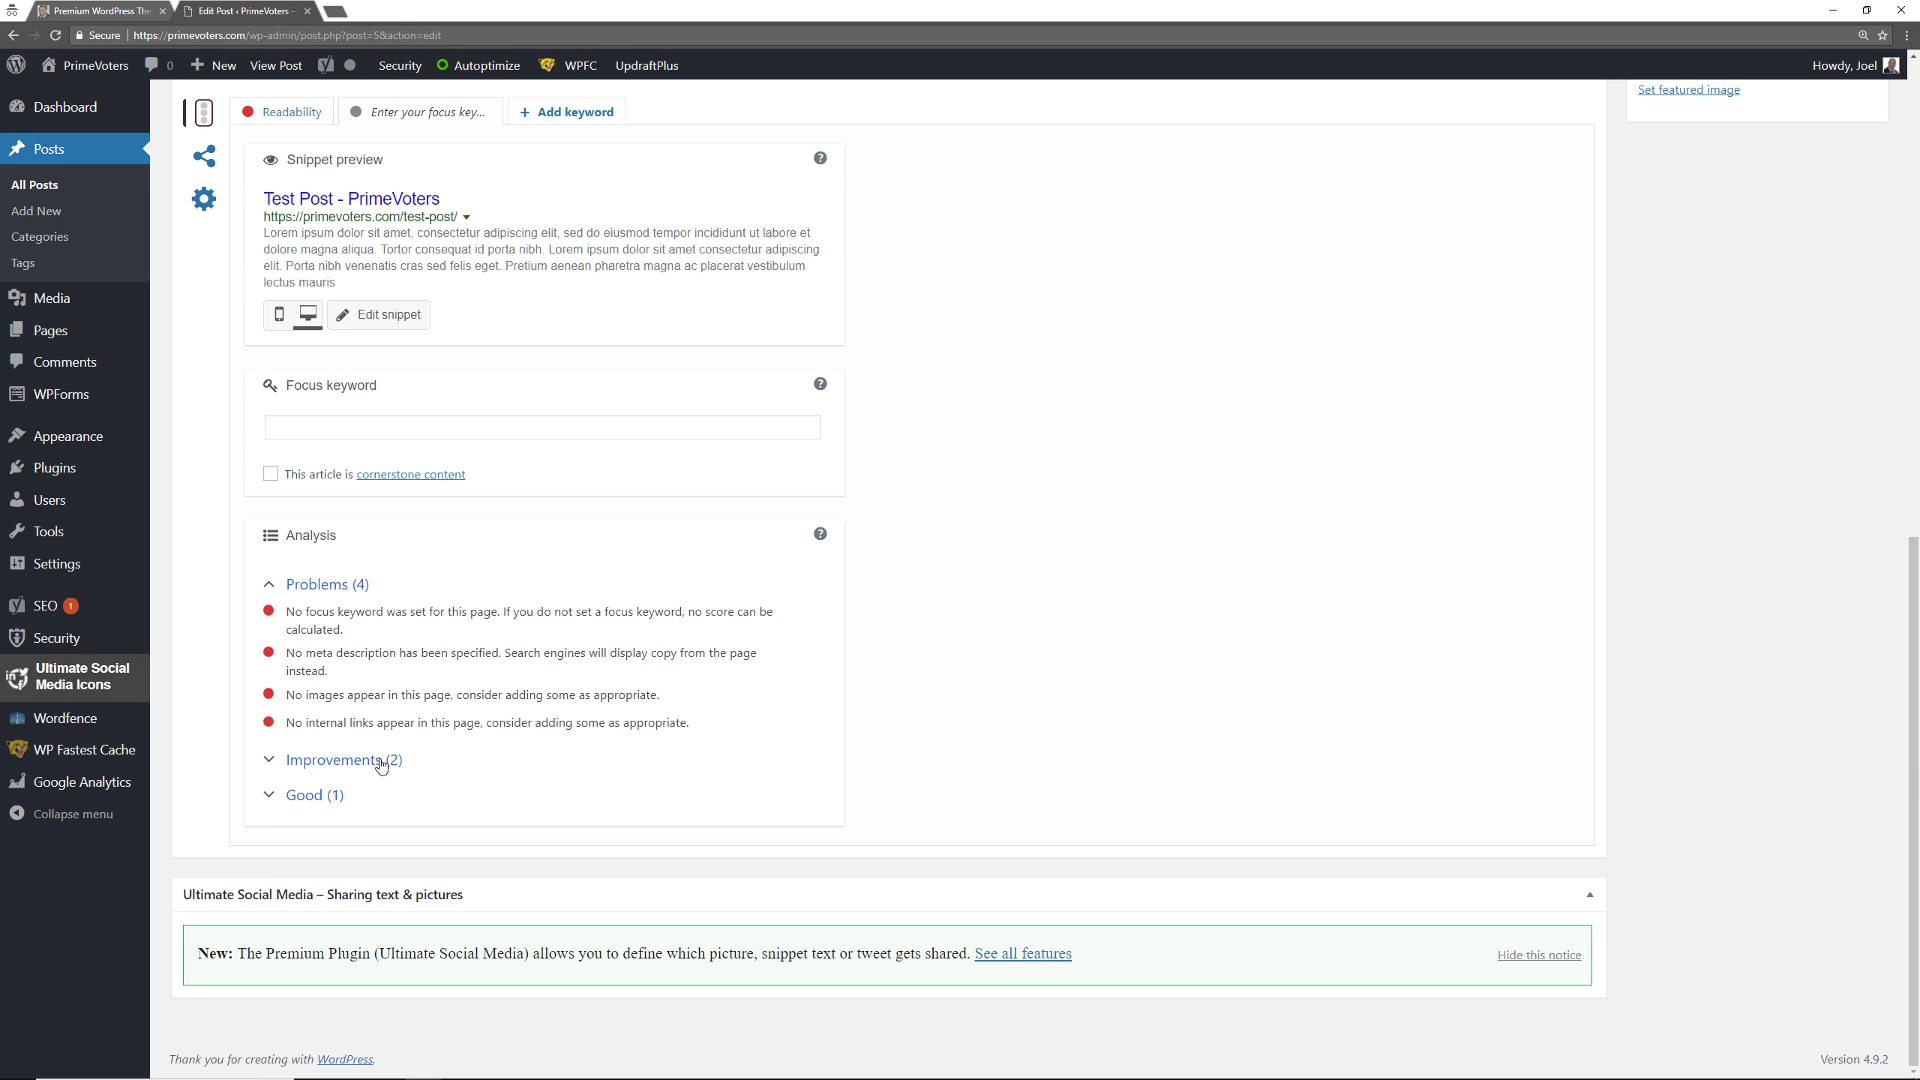 Premium WordPress The
Edit Post ‹ PrimeVoters –
Secure
https://primevoters.com/wp-admin/post.php?post=5&action=edit
PrimeVoters
0
New
View Post
Security
Autoptimize
WPFC
UpdraftPlus
Howdy, Joel
Dashboard
Posts
All Posts
Add New
Categories
Tags
Media
Pages
Comments
WPForms
Appearance
Plugins
Users
Tools
Settings
SEO 1
Security
Ultimate Social
Media Icons
Wordfence
WP Fastest Cache
Google Analytics
Collapse menu
Readability
Enter your focus key...
+ Add keyword
Set featured image
Snippet preview
Test Post - PrimeVoters
https://primevoters.com/test-post/
Lorem ipsum dolor sit amet, consectetur adipiscing elit, sed do eiusmod tempor incididunt ut labore et
dolore magna aliqua. Tortor consequat id porta nibh. Lorem ipsum dolor sit amet consectetur adipiscing
elit. Porta nibh venenatis cras sed felis eget. Pretium aenean pharetra magna ac placerat vestibulum
lectus mauris
Edit snippet
Focus keyword
This article is cornerstone content
Analysis
Problems (4)
No focus keyword was set for this page. If you do not set a focus keyword, no score can be
calculated.
No meta description has been specified. Search engines will display copy from the page
instead.
No images appear in this page, consider adding some as appropriate.
No internal links appear in this page, consider adding some as appropriate.
Improvements (2)
Good (1)
Ultimate Social Media – Sharing text & pictures
New: The Premium Plugin (Ultimate Social Media) allows you to define which picture, snippet text or tweet gets shared. See all features
Hide this notice
Thank you for creating with WordPress.
Version 4.9.2